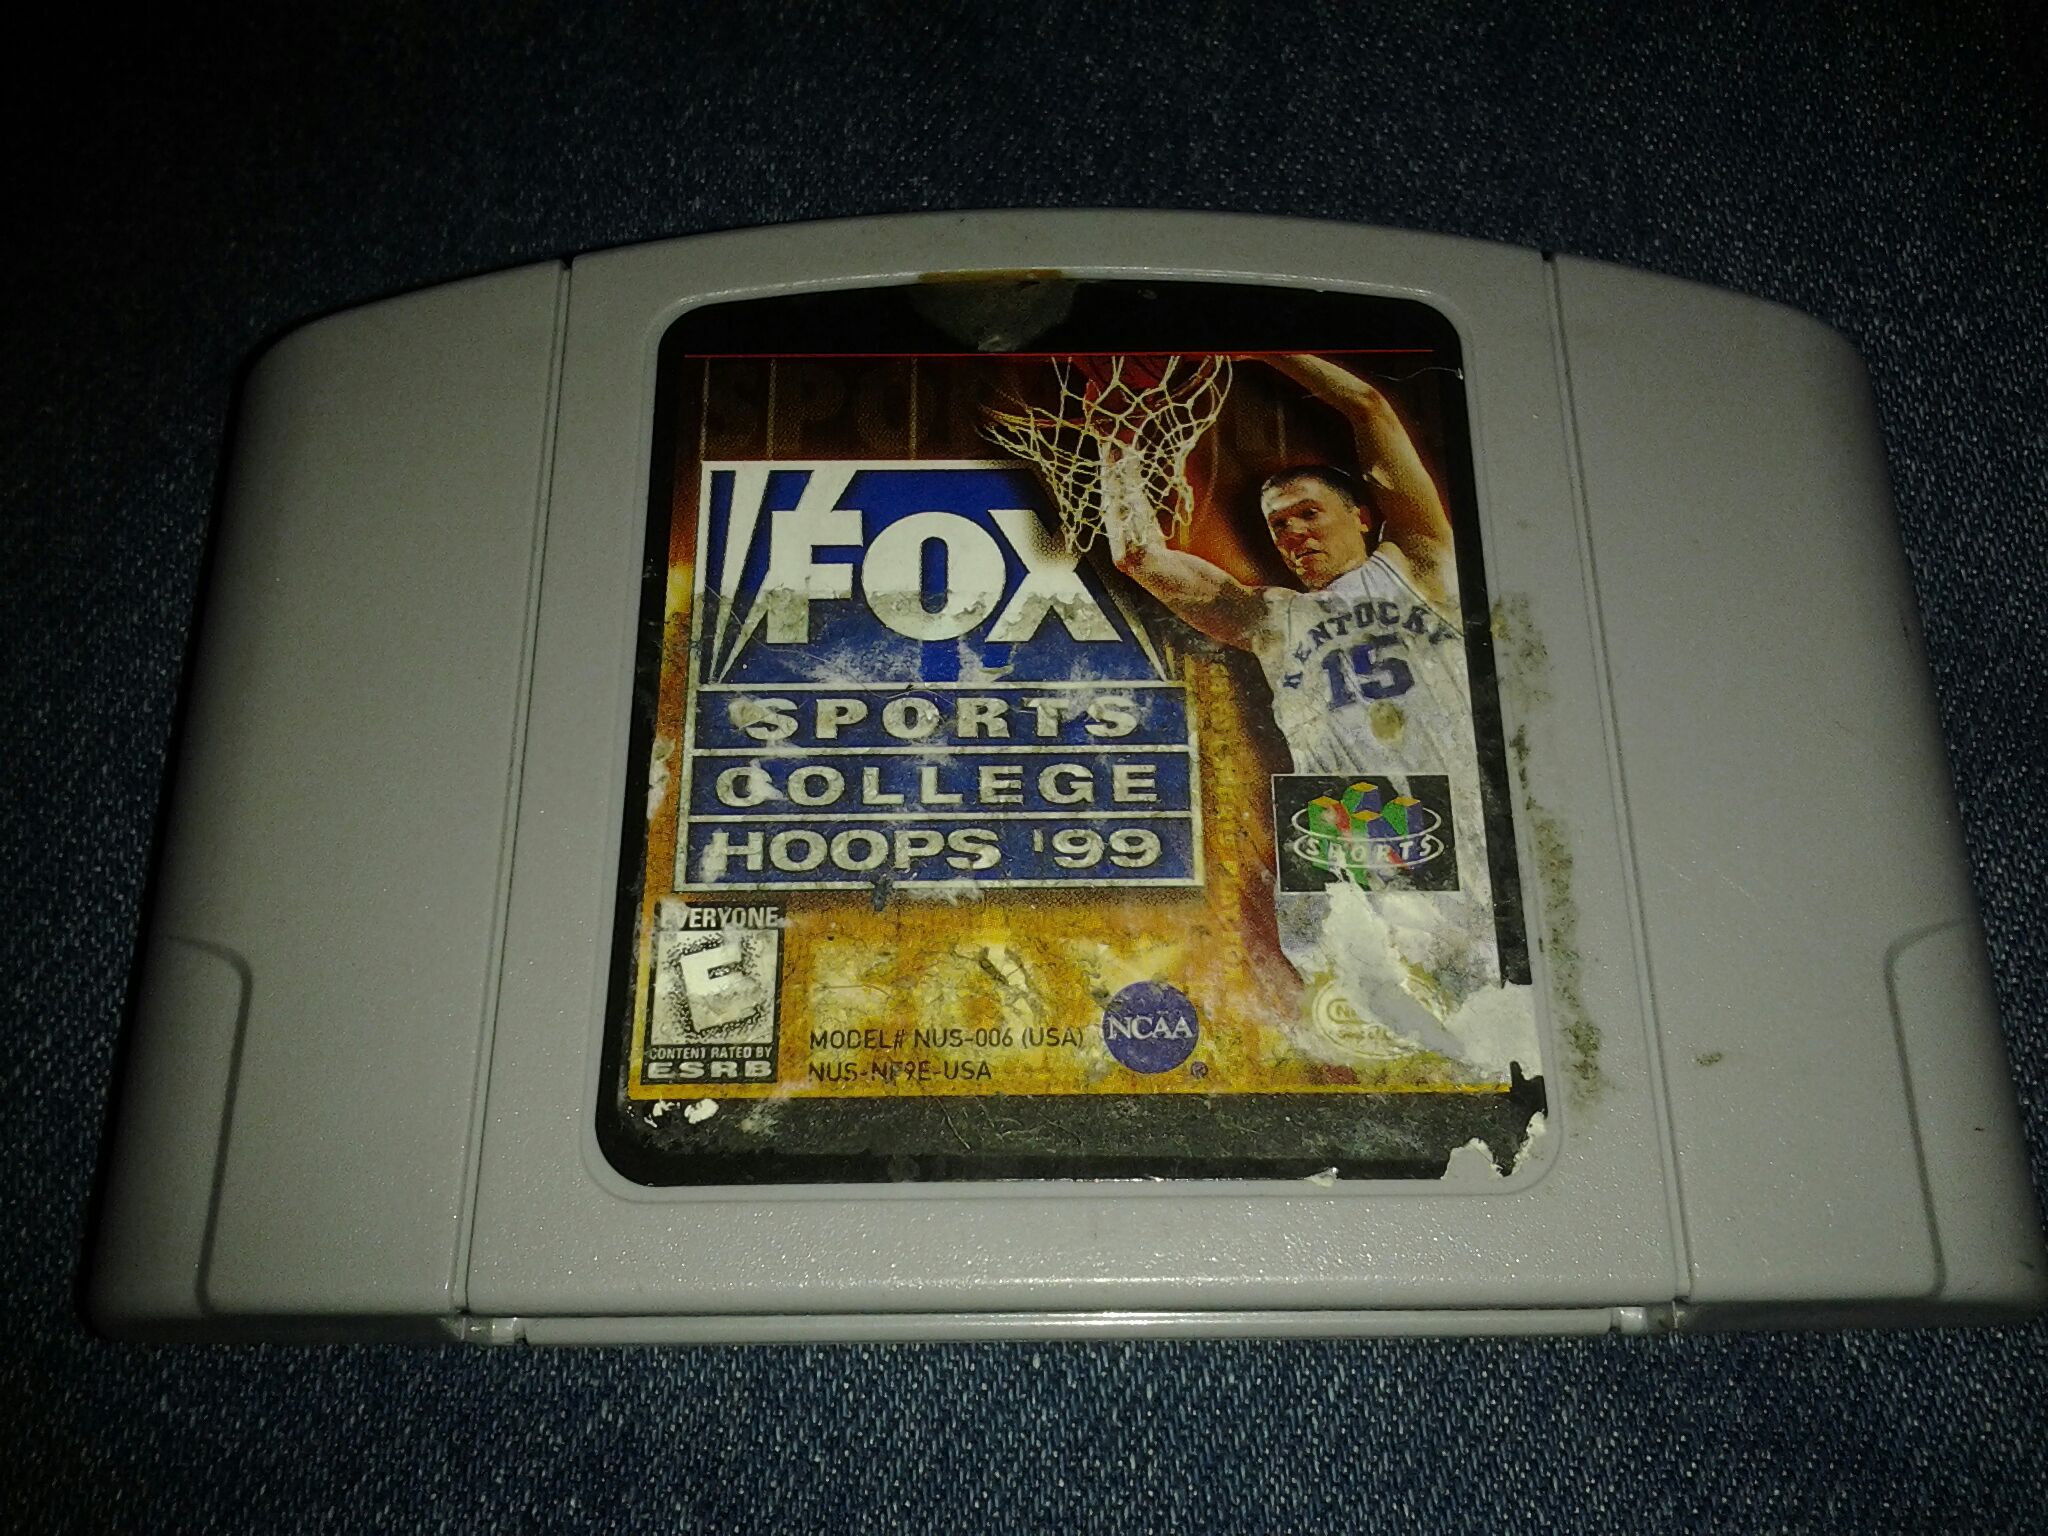 SPORTS
FOX
SPORTS
COLLEGE
HOOPS '99
KENTUCKY
15
SPORTS
EVERYONE
E
CONTENT RATED BY
ESRB
MODEL# NUS-006 (USA)
NUS-NF9E-USA
NCAA
®